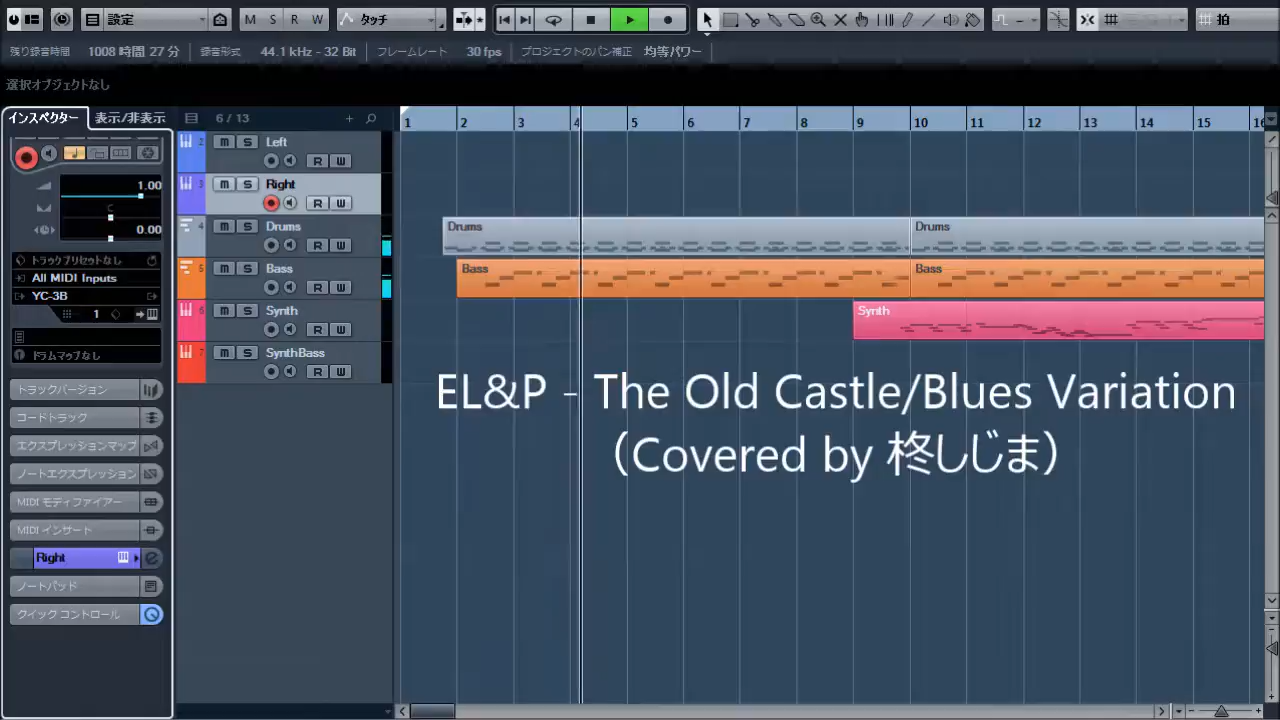 設定
M S R W
タッチ
拍
残り録音時間 1008 時間 27 分 録音形式 44.1 kHz - 32 Bit フレームレート 30 fps プロジェクトのパン補正 均等パワー
選択オブジェクトなし
インスペクター 表示/非表示 6 / 13
1 2 3 4 5 6 7 8 9 10 11 12 13 14 15 16
2 m S Left
R W
1.00
3 m S Right
R W
C
0.00
4 m S Drums
R W
Drums Drums
トラックプリセットなし
All MIDI Inputs
YC-3B
1
5 m S Bass
R W
Bass Bass
6 m S Synth
R W
Synth
ドラムマップなし
7 m S SynthBass
R W
トラックバージョン
コードトラック
エクスプレッションマップ
ノートエクスプレッション
MIDI モディファイアー
MIDI インサート
Right
ノートパッド
クイック コントロール
EL&P - The Old Castle/Blues Variation
（Covered by 柊しじま）